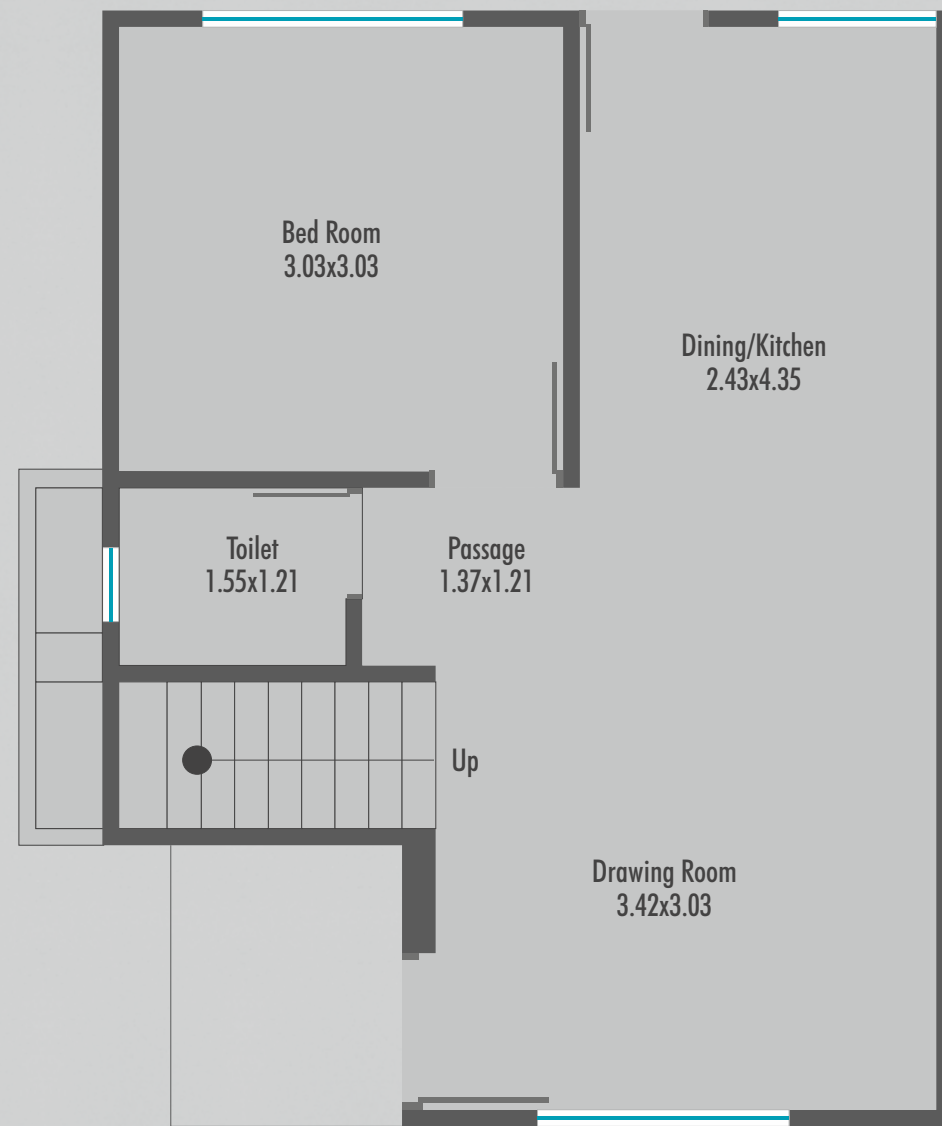 Bed Room
3.03x3.03
Dining/Kitchen
2.43x4.35
Toilet
1.55x1.21
Passage
1.37x1.21
Up
Drawing Room
3.42x3.03